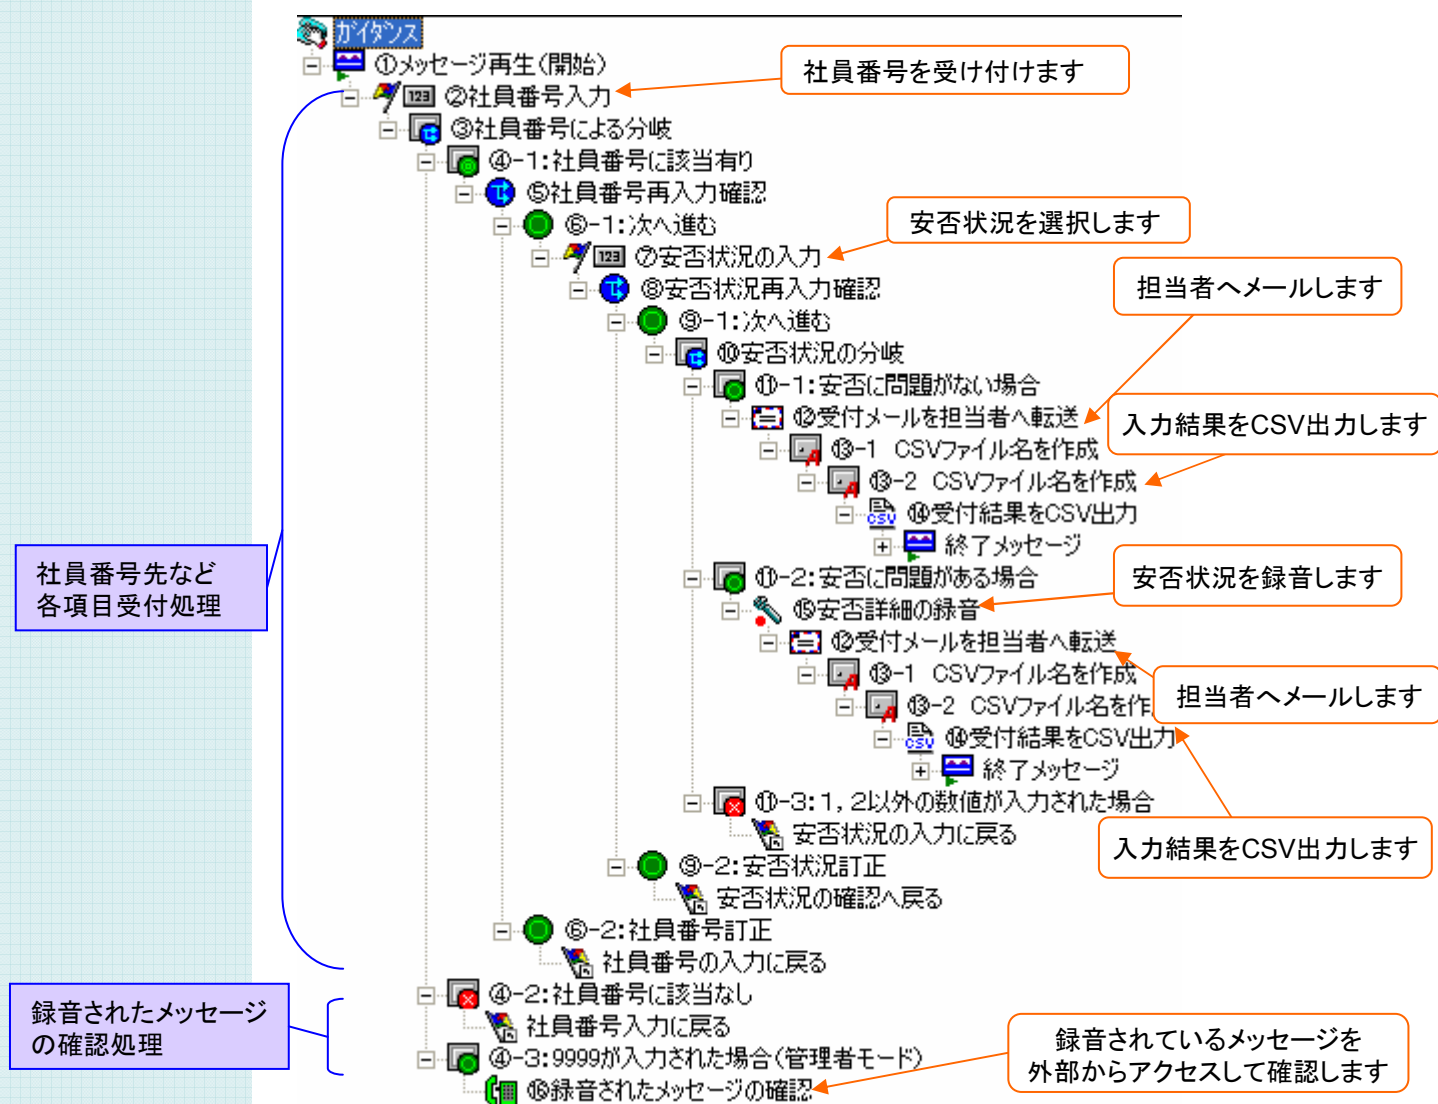 ガイダンス
①メッセージ再生(開始)
社員番号を受け付けます
②社員番号入力
③社員番号による分岐
④-1:社員番号に該当有り
⑤社員番号再入力確認
⑥-1:次へ進む
安否状況を選択します
⑦安否状況の入力
⑧安否状況再入力確認
担当者へメールします
⑨-1:次へ進む
⑩安否状況の分岐
⑪-1:安否に問題がない場合
⑫受付メールを担当者へ転送
入力結果をCSV出力します
⑬-1 CSVファイル名を作成
⑬-2 CSVファイル名を作成
⑭受付結果をCSV出力
終了メッセージ
社員番号先など
各項目受付処理
⑪-2:安否に問題がある場合
安否状況を録音します
⑮安否詳細の録音
⑫受付メールを担当者へ転送
⑬-1 CSVファイル名を作成
担当者へメールします
⑬-2 CSVファイル名を作
⑭受付結果をCSV出力
終了メッセージ
⑪-3:1,2以外の数値が入力された場合
安否状況の入力に戻る
入力結果をCSV出力します
⑨-2:安否状況訂正
安否状況の確認へ戻る
⑥-2:社員番号訂正
社員番号の入力に戻る
④-2:社員番号に該当なし
社員番号入力に戻る
録音されたメッセージ
の確認処理
④-3:9999が入力された場合(管理者モード)
⑯録音されたメッセージの確認
録音されているメッセージを
外部からアクセスして確認します